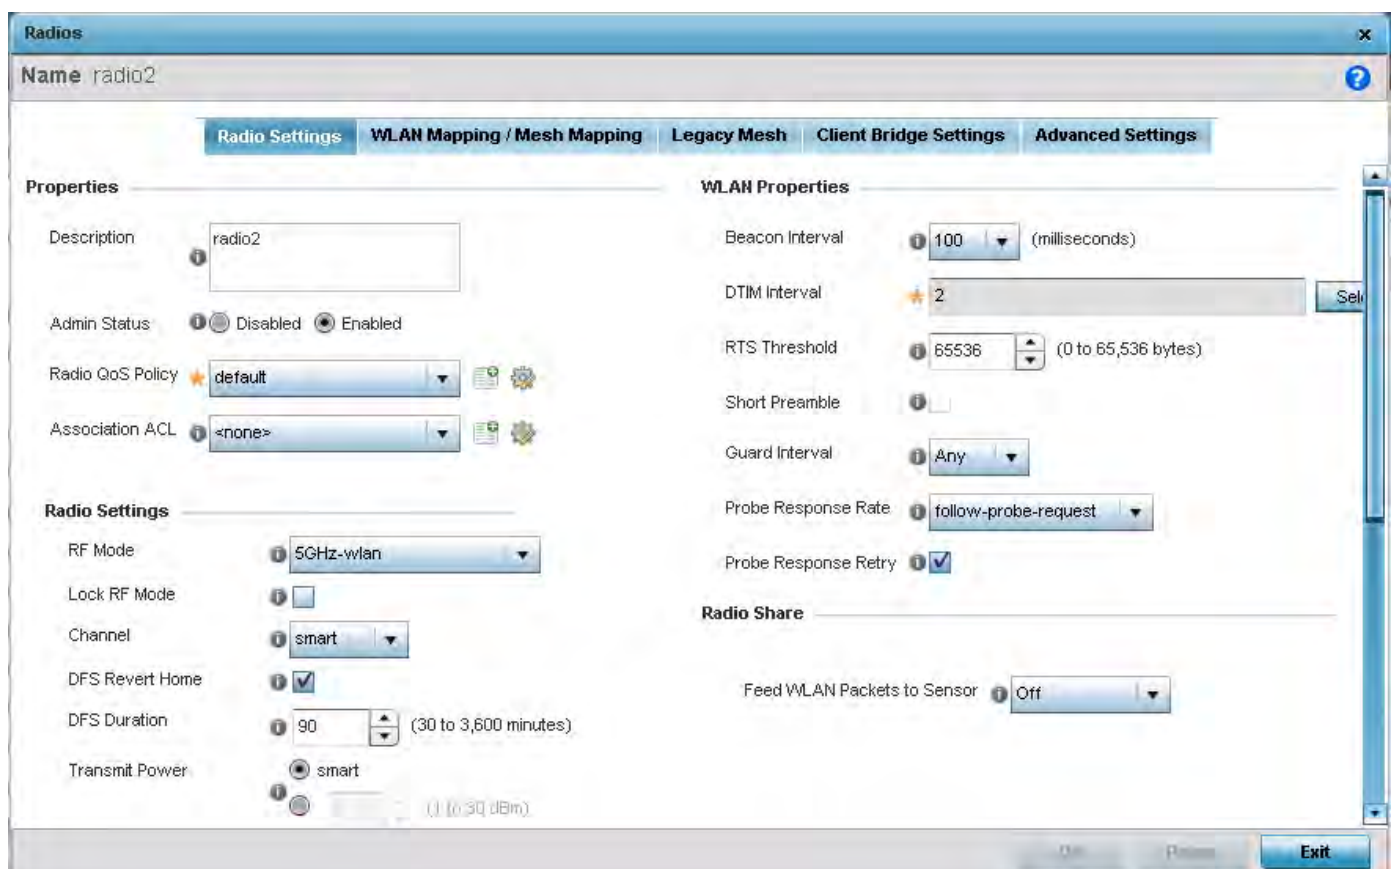 Radios
Name radio2
Radio Settings WLAN Mapping / Mesh Mapping Legacy Mesh Client Bridge Settings Advanced Settings
Properties
Description radio2
Admin Status Disabled Enabled
Radio QoS Policy default
Association ACL <none>
Radio Settings
RF Mode 5GHz-wlan
Lock RF Mode
Channel smart
DFS Revert Home
DFS Duration 90 (30 to 3,600 minutes)
Transmit Power smart
(1 to 30 dBm)
WLAN Properties
Beacon Interval 100 (milliseconds)
DTIM Interval 2 Sele
RTS Threshold 65536 (0 to 65,536 bytes)
Short Preamble
Guard Interval Any
Probe Response Rate follow-probe-request
Probe Response Retry
Radio Share
Feed WLAN Packets to Sensor Off
Exit